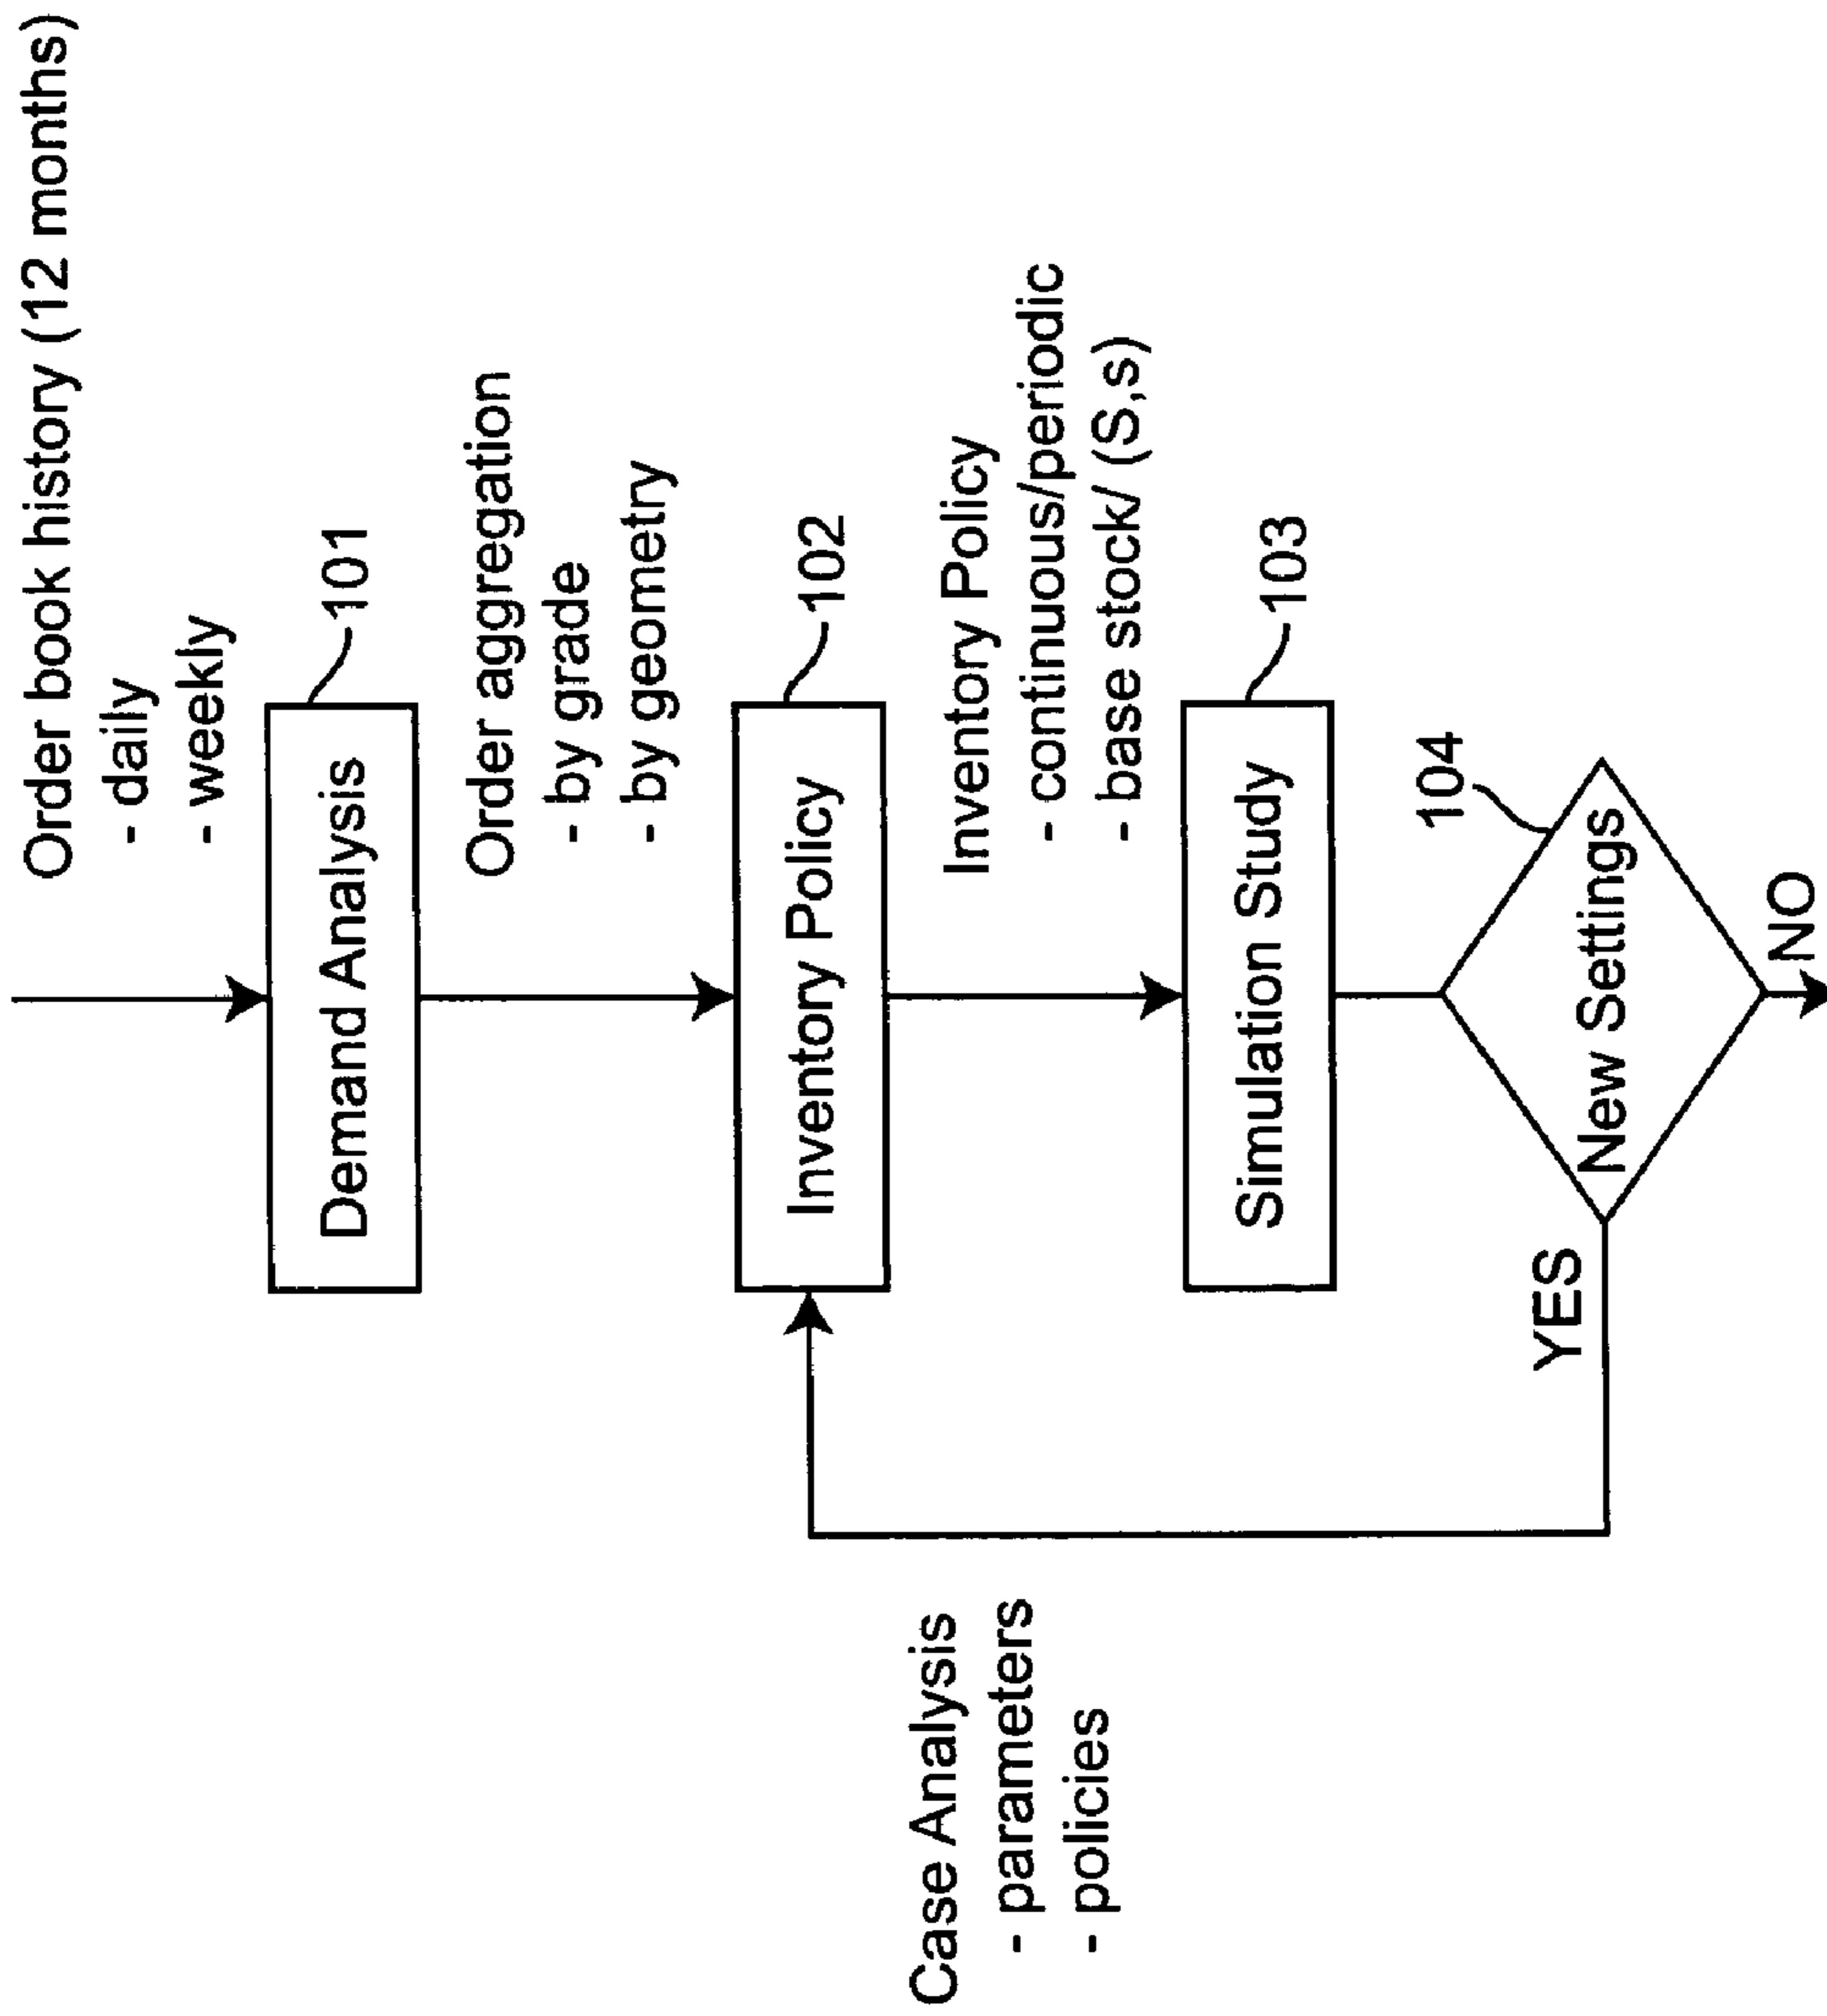 Order book history (12 months)
- daily
- weekly
101
Demand Analysis
Order aggregation
- by grade
- by geometry
102
Inventory Policy
Inventory Policy
- continuous/periodic
- base stock/ (S,s)
103
Simulation Study
104
New Settings
YES
NO
Case Analysis
- parameters
- policies